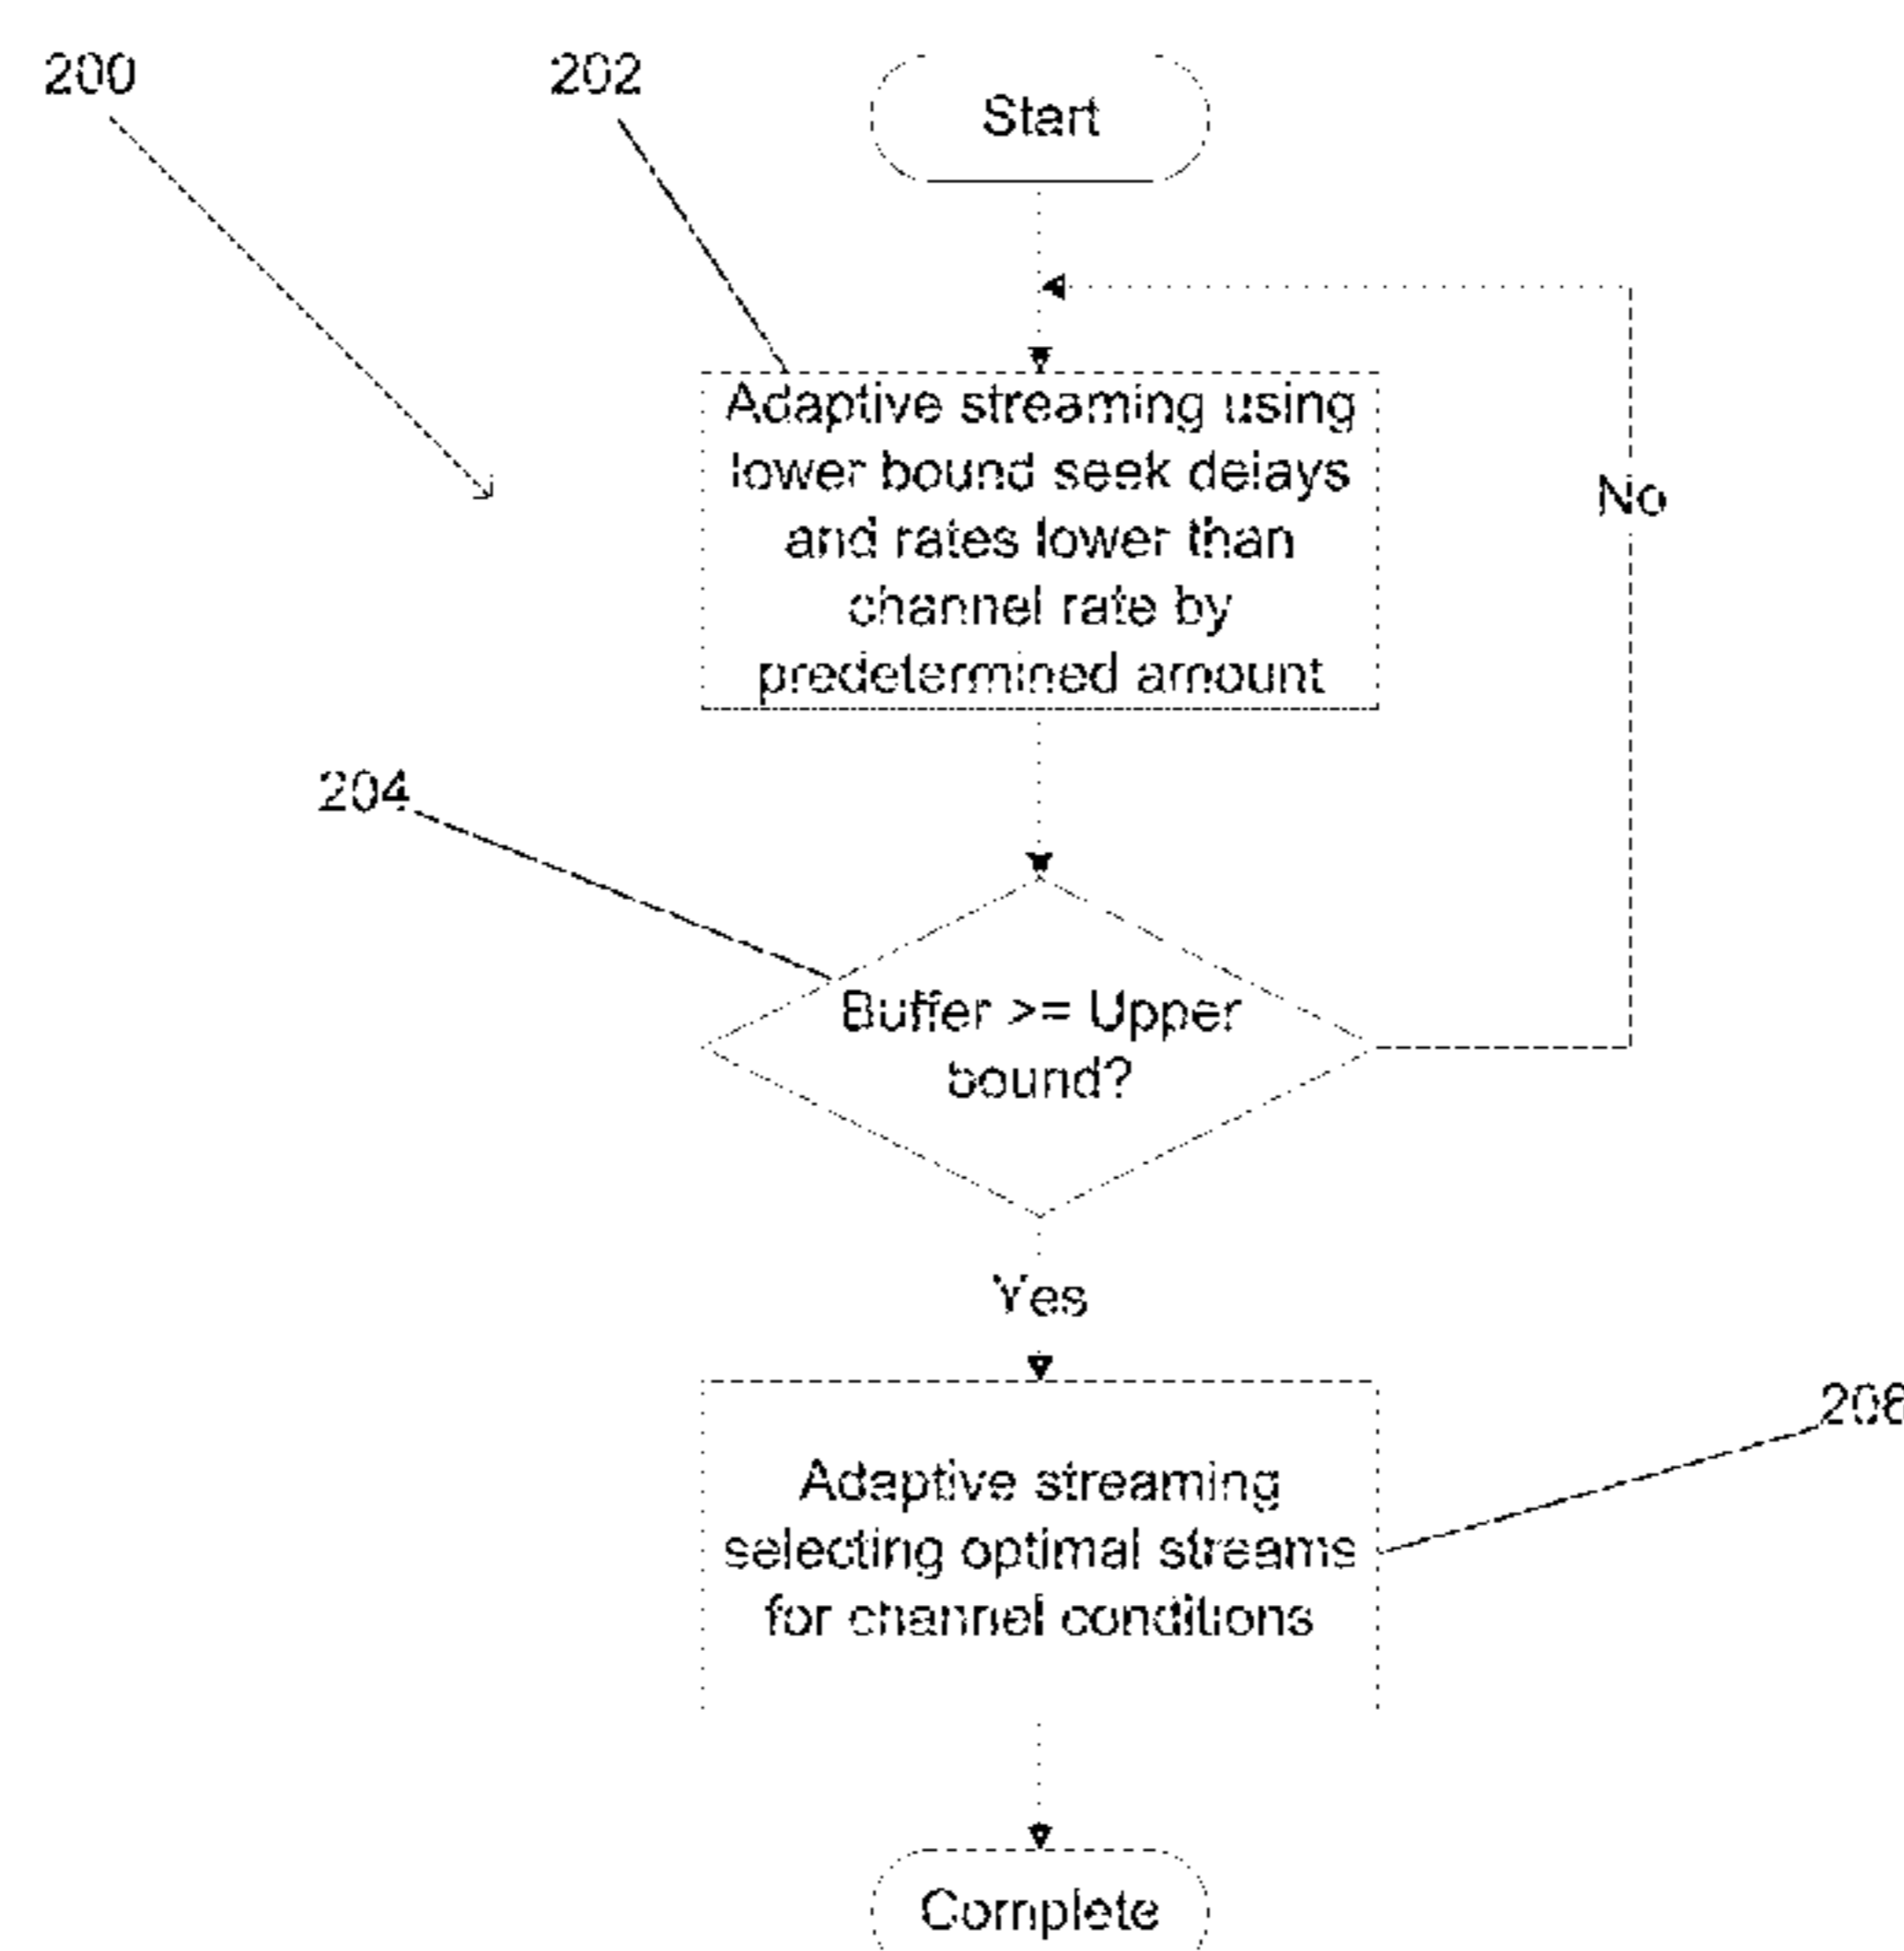 200
202
Start
Adaptive streaming using
lower bound seek delays
and rates lower than
channel rate by
predetermined amount
No
204
Buffer >= Upper
bound?
Yes
Adaptive streaming
selecting optimal streams
for channel conditions
Complete